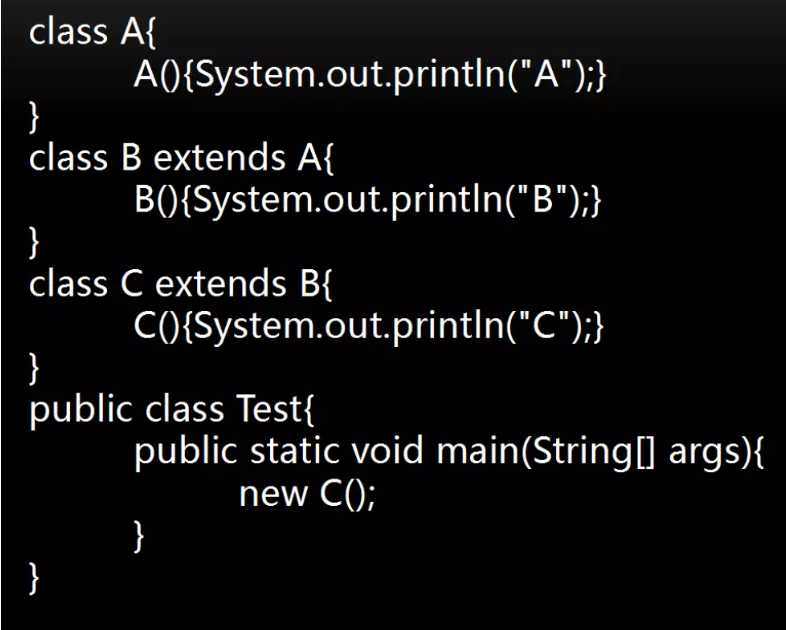 class A{
A(){System.out.println("A");}
}
class B extends A{
B(){System.out.println("B");}
}
class C extends B{
C(){System.out.println("C");}
}
public class Test{
public static void main(String[] args){
new C();
}
}